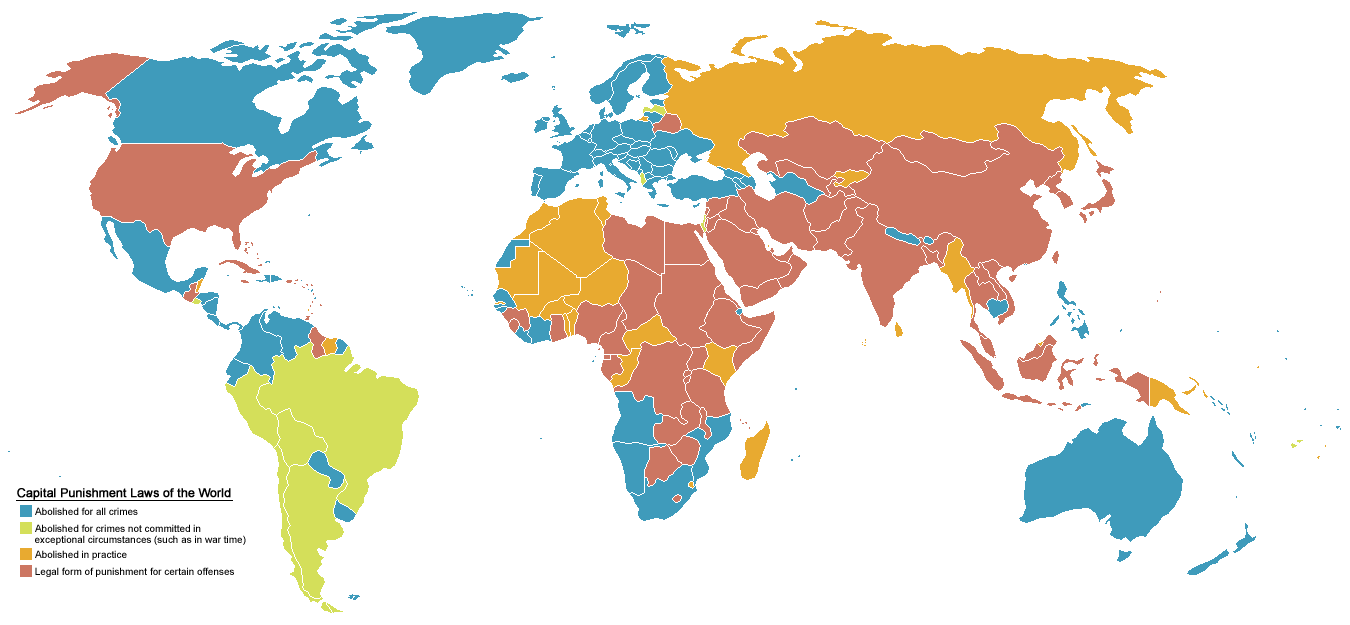 Capital Punishment Laws of the World
Abolished for all crimes
Abolished for crimes not committed in
exceptional circumstances (such as in war time)
Abolished in practice
Legal form of punishment for certain offenses